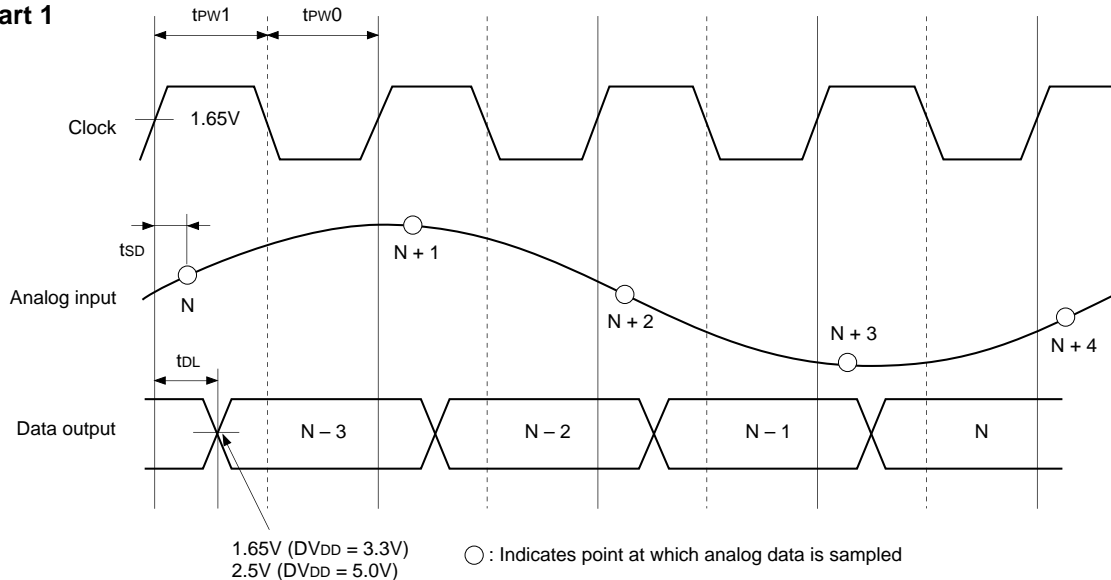 art 1
tPW1
tPW0
Clock
1.65V
tSD
N + 1
Analog input
N
N + 2
N + 3
N + 4
tDL
Data output
N – 3
N – 2
N – 1
N
1.65V (DVDD = 3.3V)
2.5V (DVDD = 5.0V)
: Indicates point at which analog data is sampled